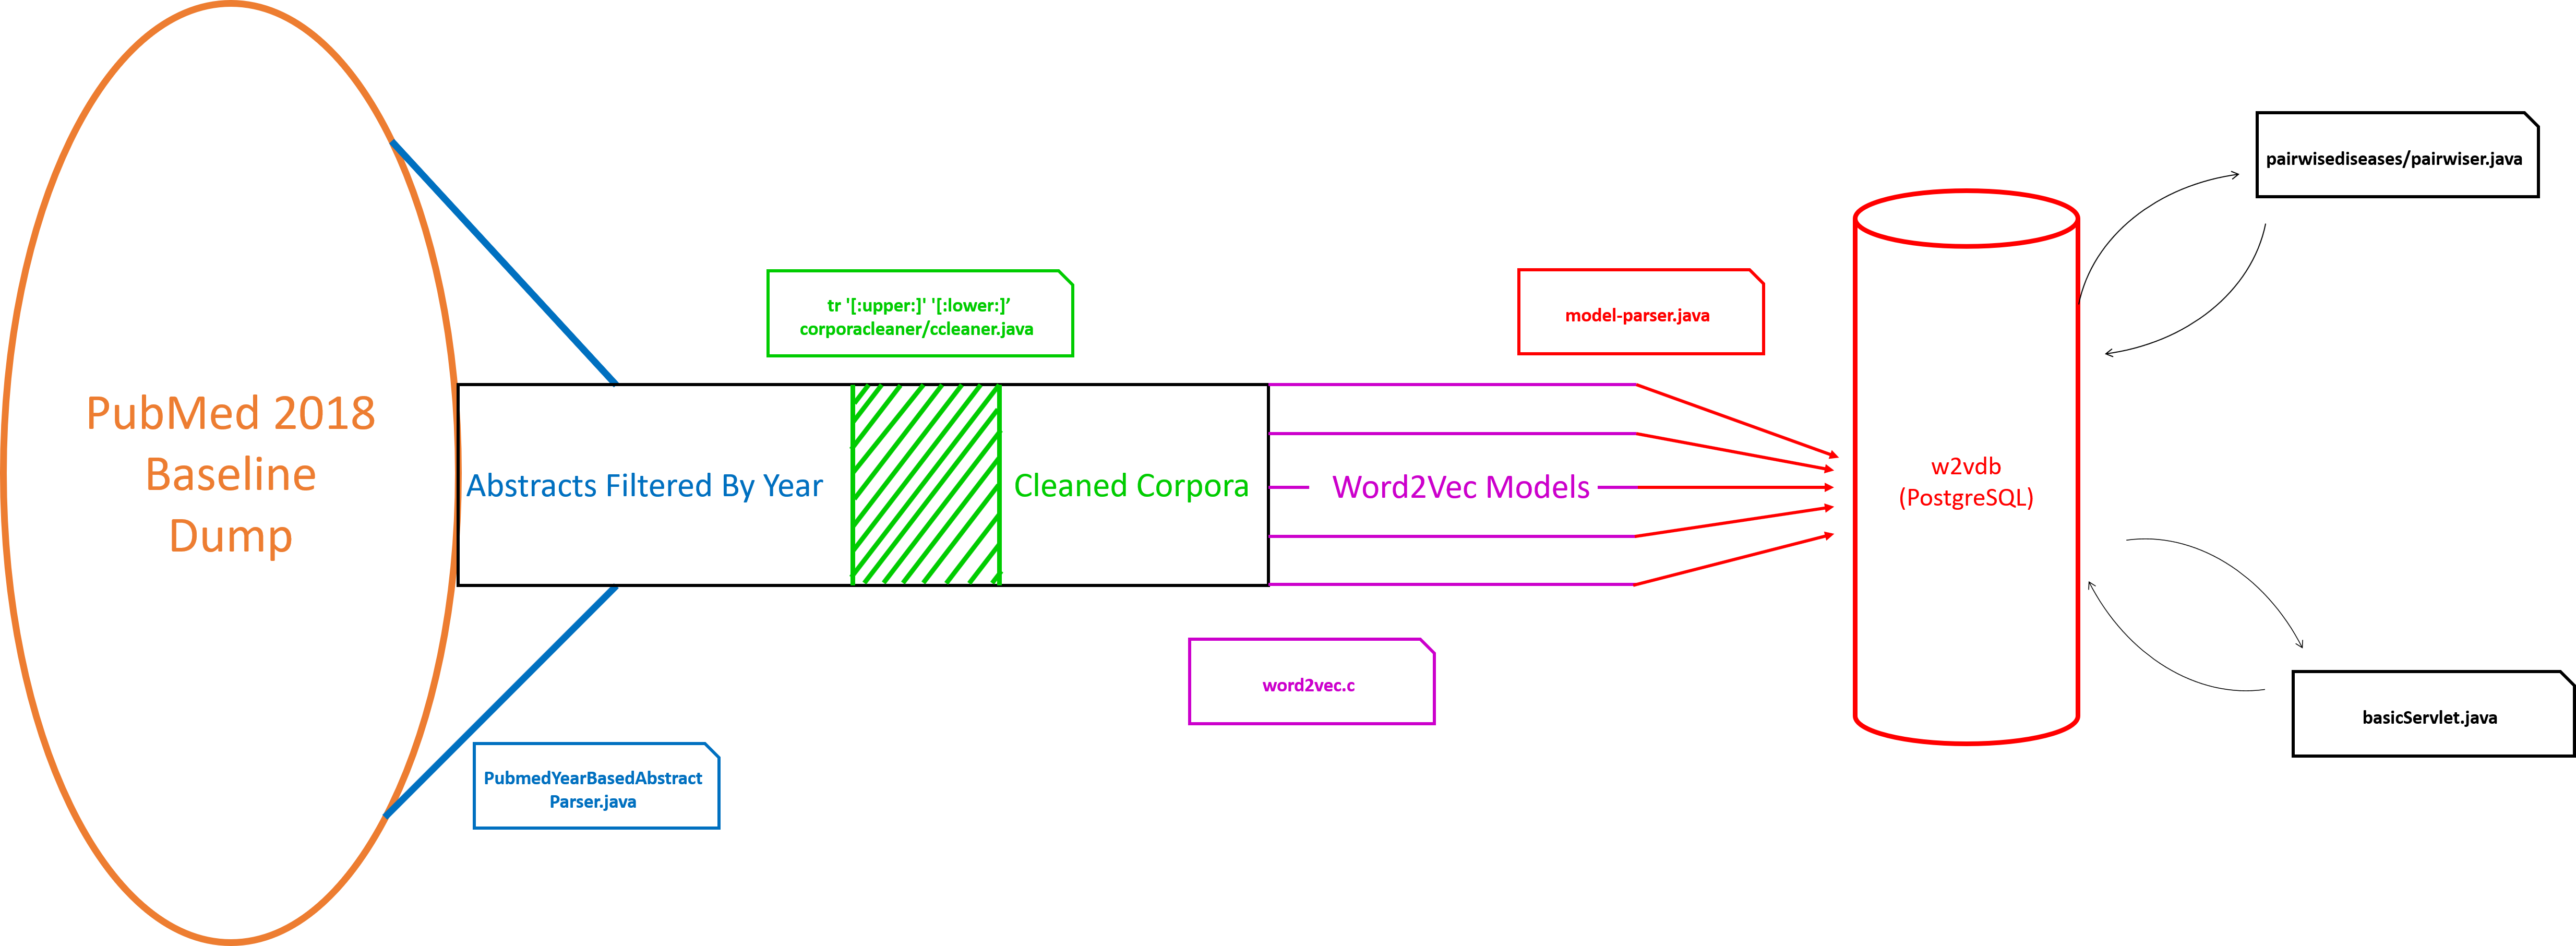 PubMed 2018
Baseline
Dump
PubmedYearBasedAbstract
Parser.java
Abstracts Filtered By Year
tr '[:upper:]' '[:lower:]’
corporacleaner/ccleaner.java
Cleaned Corpora
word2vec.c
Word2Vec Models
model-parser.java
w2vdb
(PostgreSQL)
pairwisediseases/pairwiser.java
basicServlet.java